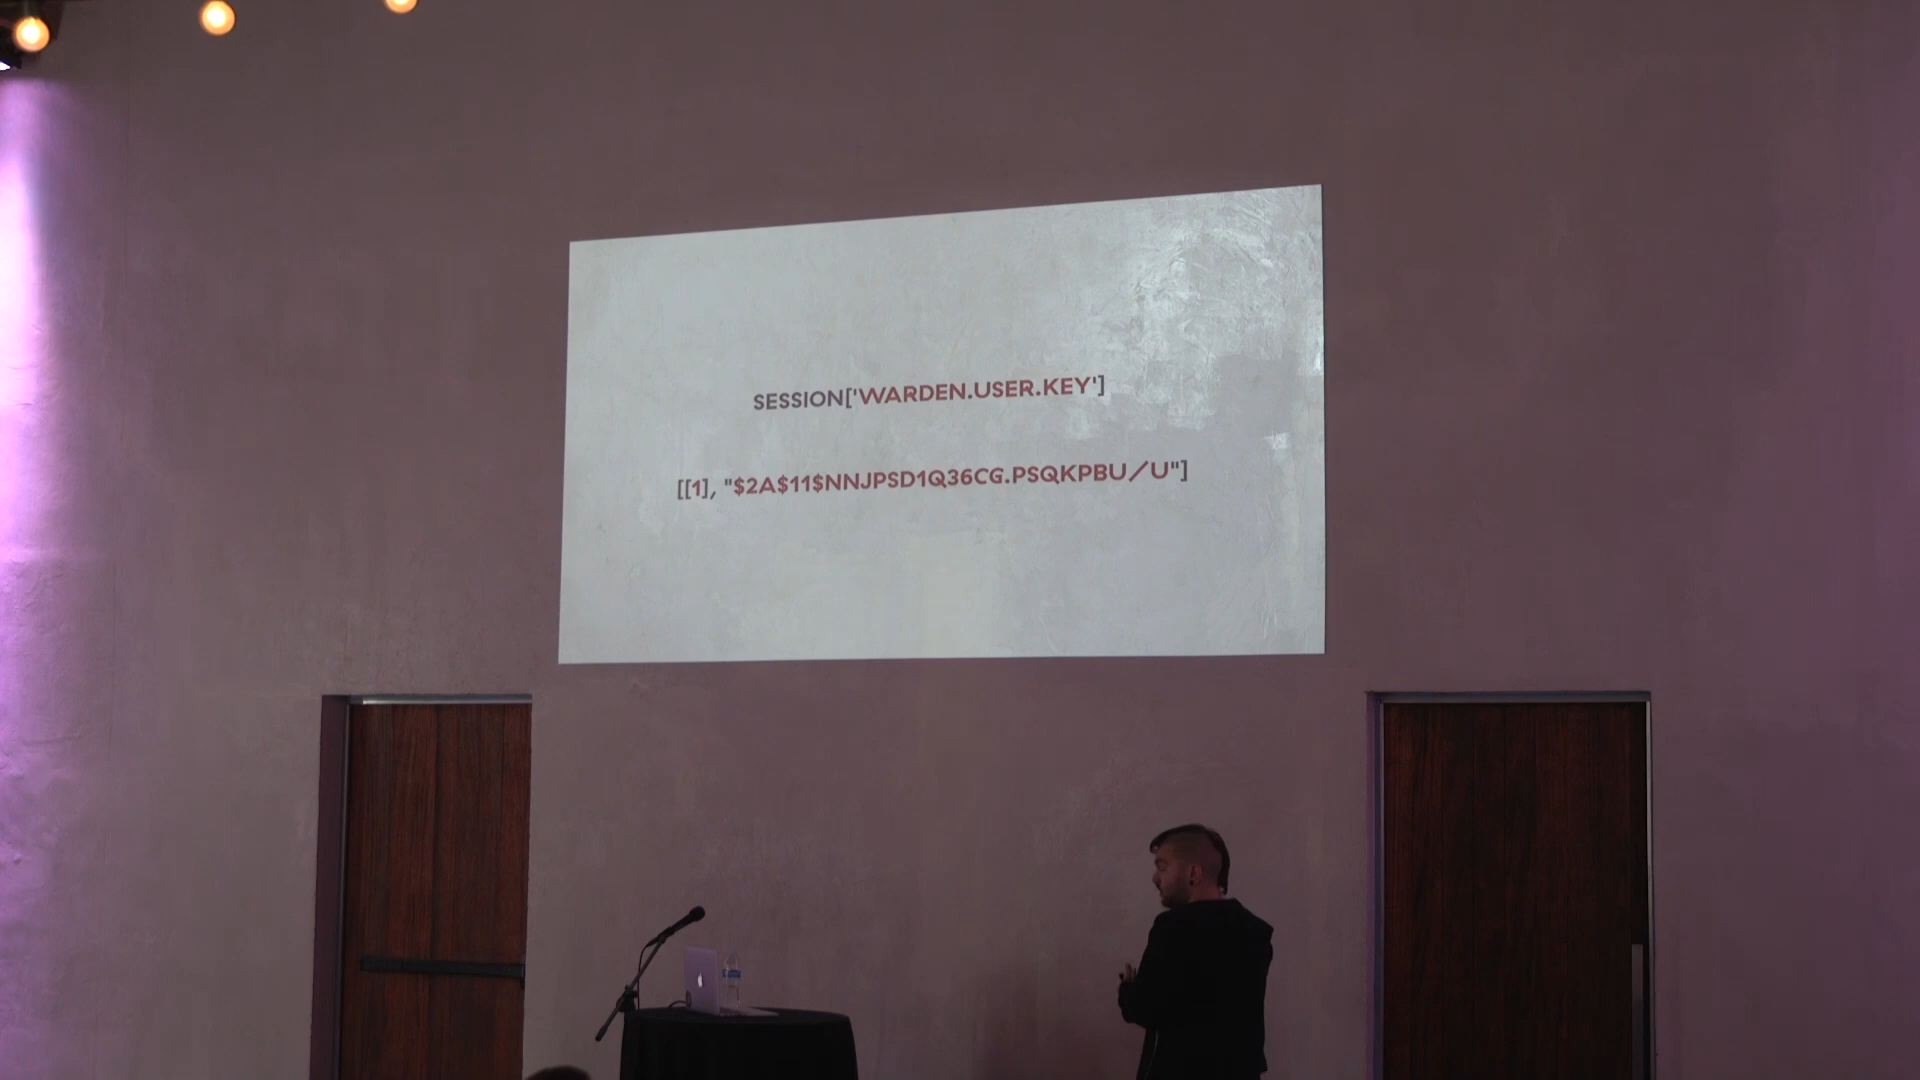 SESSION['WARDEN.USER.KEY']
[[1], "$2A$11$NNJPSD1Q36CG.PSQKPBU/U"]